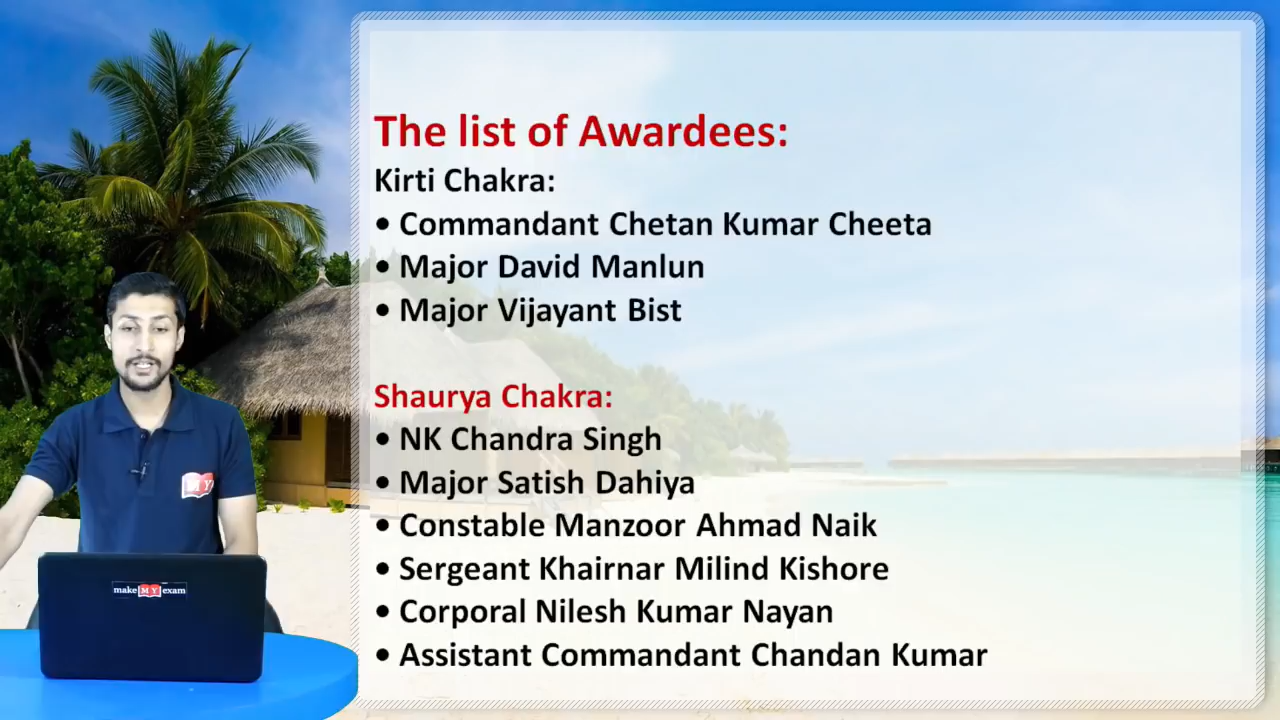 The list of Awardees:
Kirti Chakra:
• Commandant Chetan Kumar Cheeta
• Major David Manlun
• Major Vijayant Bist
Shaurya Chakra:
• NK Chandra Singh
• Major Satish Dahiya
• Constable Manzoor Ahmad Naik
• Sergeant Khairnar Milind Kishore
• Corporal Nilesh Kumar Nayan
• Assistant Commandant Chandan Kumar
MY
make MY exam